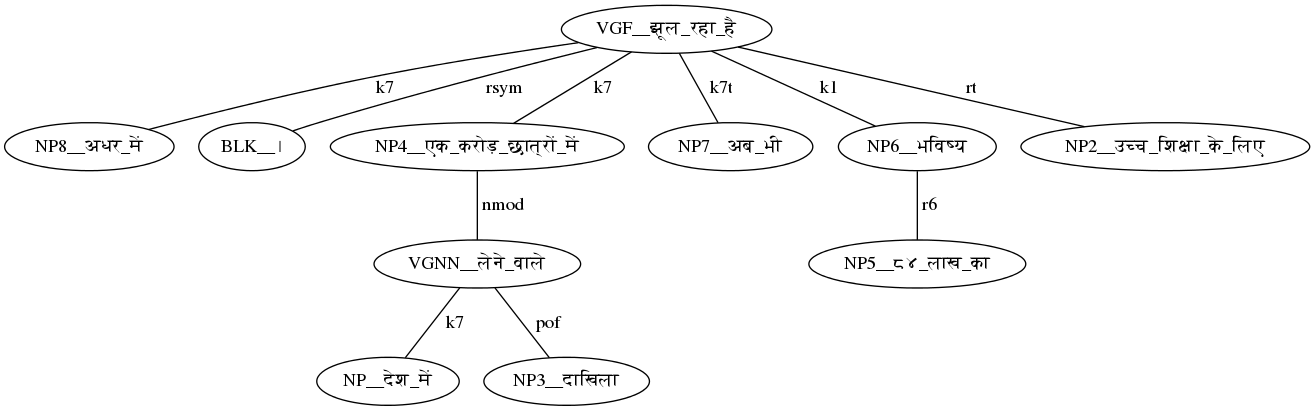 VGF__झूल_रहा_है
k7
rsym
k7
k7t
k1
rt
NP8__अधर_में
BLK__।
NP4__एक_करोड़_छात्रों_में
NP7__अब_भी
NP6__भविष्य
NP2__उच्च_शिक्षा_के_लिए
nmod
r6
VGNN__लेने_वाले
NP5__८४_लाख_का
k7
pof
NP__देश_में
NP3__दाखिला